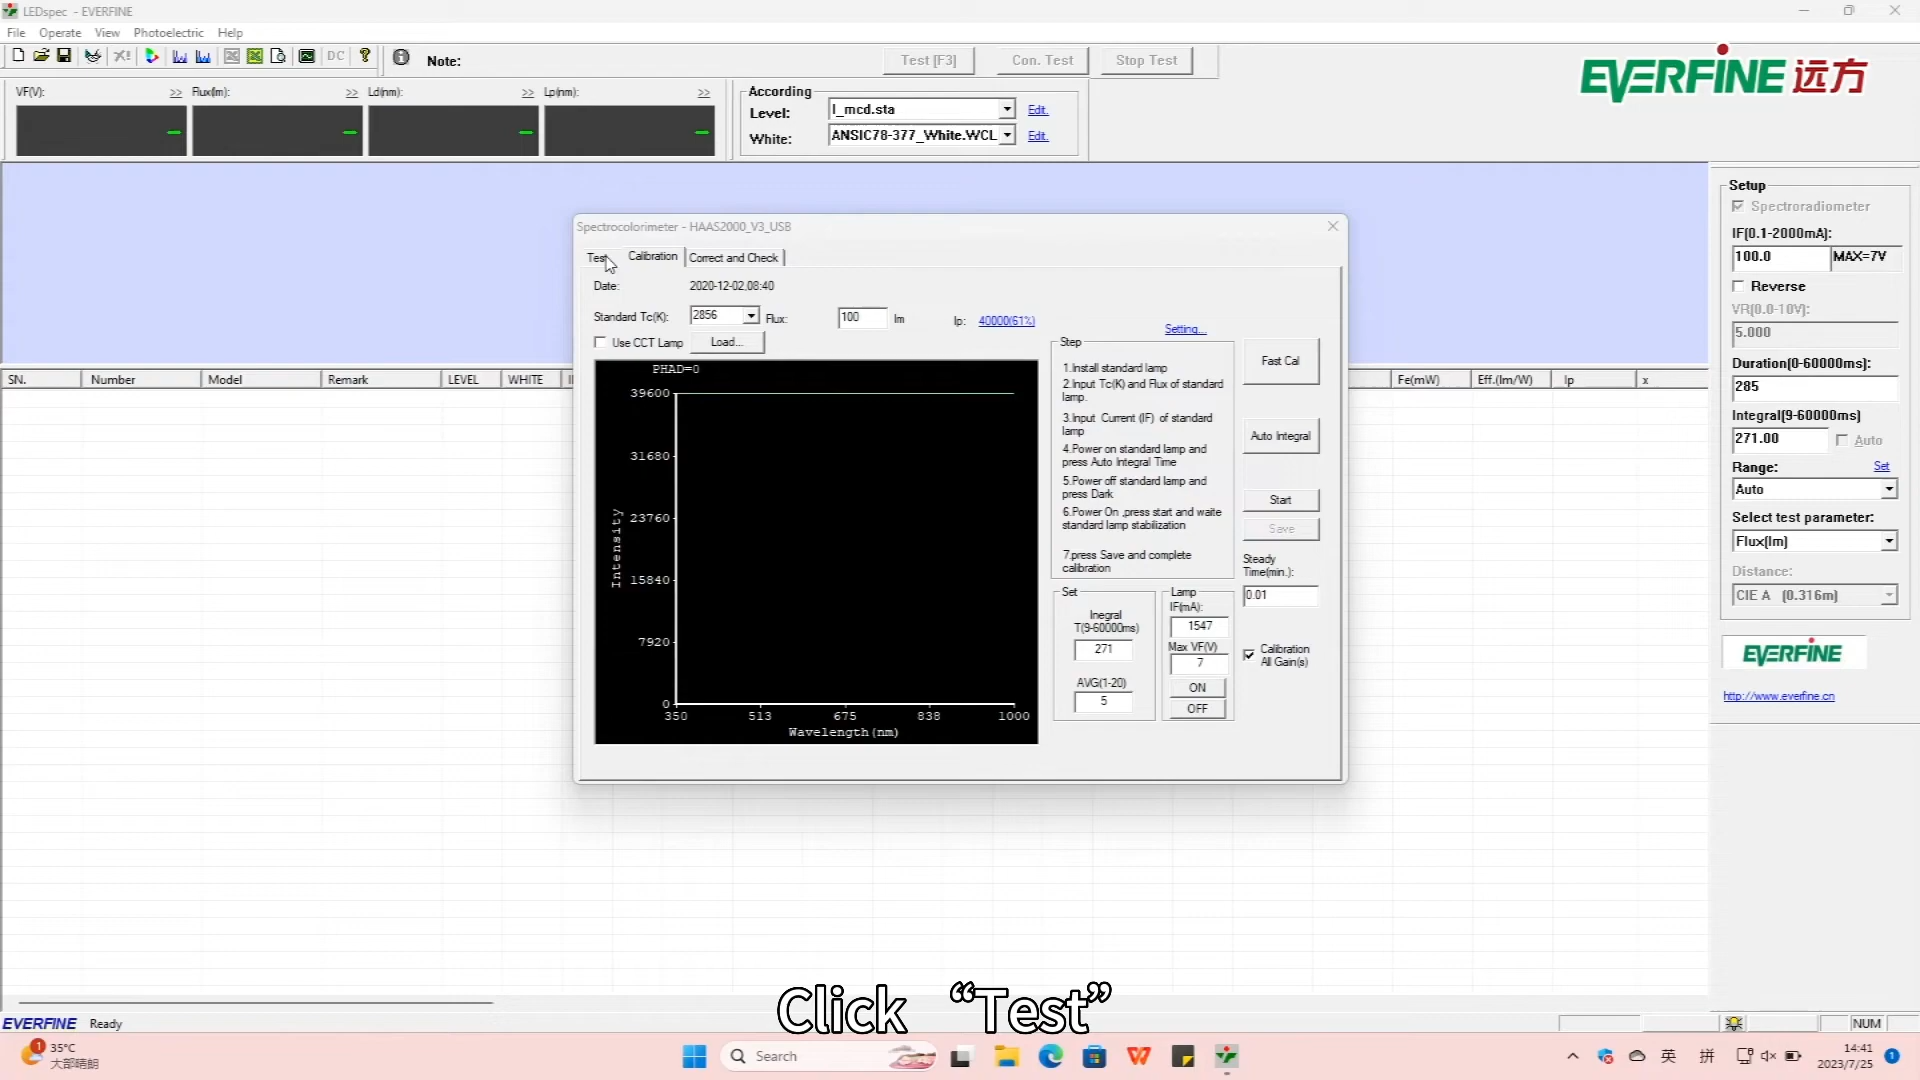 LEDspec - EVERFINE
File Operate View Photoelectric Help
DC ? Note: Test [F3] Con. Test Stop Test
EVERFINE 远方
VF(V): >> Flux(lm): >> Ld(nm): >> Lp(nm): >>
According
Level: I_mcd.sta Edit.
White: ANSIC78-377_White.WCL Edit.
Setup
Spectroradiometer
IF(0.1-2000mA):
100.0 MAX=7V
Reverse
VR(0.0-10V):
5.000
Duration(0-60000ms):
285
Integral(9-60000ms)
271.00 Auto
Range: Set
Auto
Select test parameter:
Flux(lm)
Distance:
CIE A (0.316m)
EVERFINE
http://www.everfine.cn
SN. Number Model Remark LEVEL WHITE Fe(mW) Eff.(lm/W) Ip x
Spectrocolorimeter - HAAS2000_V3_USB
Test Calibration Correct and Check
Date: 2020-12-02,08:40
Standard Tc(K): 2856 Flux: 100 lm Ip: 40000(61%)
Setting...
Use CCT Lamp Load...
PHAD=0
39600
31680
23760
15840
7920
0
Intensity
350 513 675 838 1000
Wavelength(nm)
Step
1.Install standard lamp
2.Input Tc(K) and Flux of standard
lamp.
3.Input Current (IF) of standard
lamp
4.Power on standard lamp and
press Auto Integral Time
5.Power off standard lamp and
press Dark
6.Power On ,press start and waite
standard lamp stabilization
7.press Save and complete
calibration
Fast Cal
Auto Integral
Start
Save
Steady
Time(min.):
0.01
Calibration
All Gain(s)
Set
Inegral
T(9-60000ms)
271
AVG(1-20)
5
Lamp
IF(mA):
1547
Max VF(V)
7
ON
OFF
Click “Test”
EVERFINE Ready NUM
35°C
大部晴朗
1
Search
英 拼
14:41
2023/7/25
1